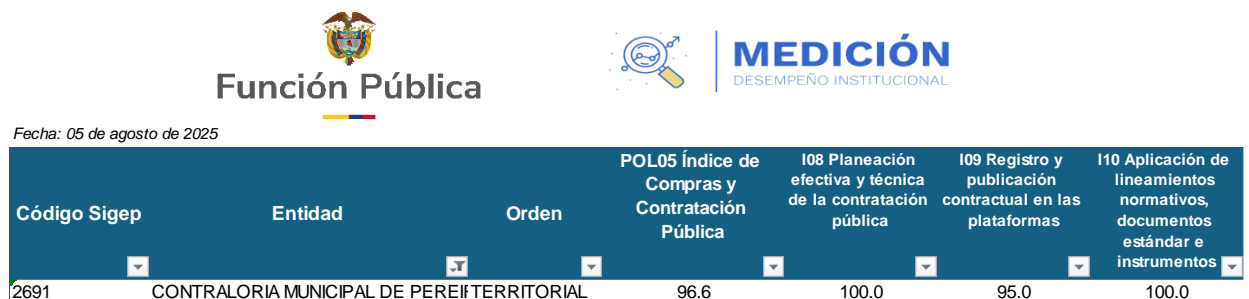 Función Pública
MEDICIÓN
DESEMPEÑO INSTITUCIONAL
Fecha: 05 de agosto de 2025
Código Sigep
Entidad
Orden
POL05 Índice de
Compras y
Contratación
Pública
I08 Planeación
efectiva y técnica
de la contratación
pública
I09 Registro y
publicación
contractual en las
plataformas
I10 Aplicación de
lineamientos
normativos,
documentos
estándar e
instrumentos
2691 CONTRALORIA MUNICIPAL DE PEREIR TERRITORIAL 96.6 100.0 95.0 100.0